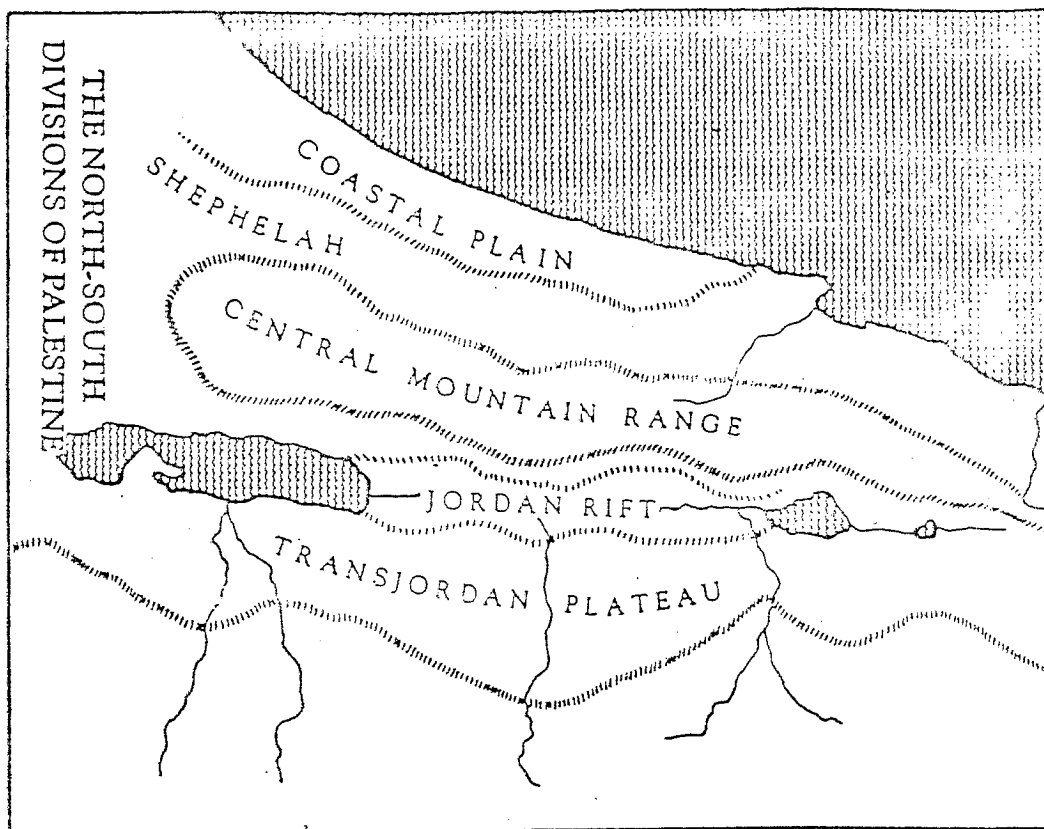 THE NORTH-SOUTH
DIVISIONS OF PALESTINE
COASTAL PLAIN
SHEPHELAH
CENTRAL MOUNTAIN RANGE
JORDAN RIFT
TRANSJORDAN PLATEAU